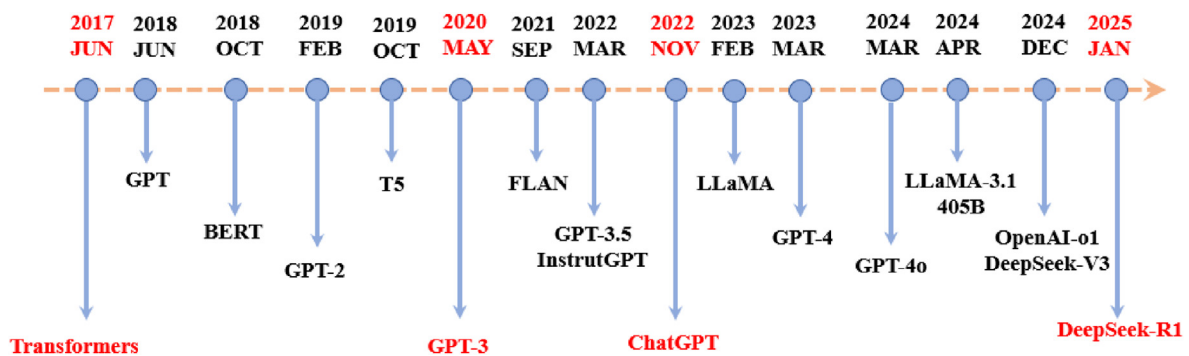 2017
JUN
2018
JUN
2018
OCT
2019
FEB
2019
OCT
2020
MAY
2021
SEP
2022
MAR
2022
NOV
2023
FEB
2023
MAR
2024
MAR
2024
APR
2024
DEC
2025
JAN
Transformers
GPT
BERT
GPT-2
T5
GPT-3
FLAN
GPT-3.5
InstrutGPT
ChatGPT
LLaMA
GPT-4
GPT-4o
LLaMA-3.1
405B
OpenAI-o1
DeepSeek-V3
DeepSeek-R1